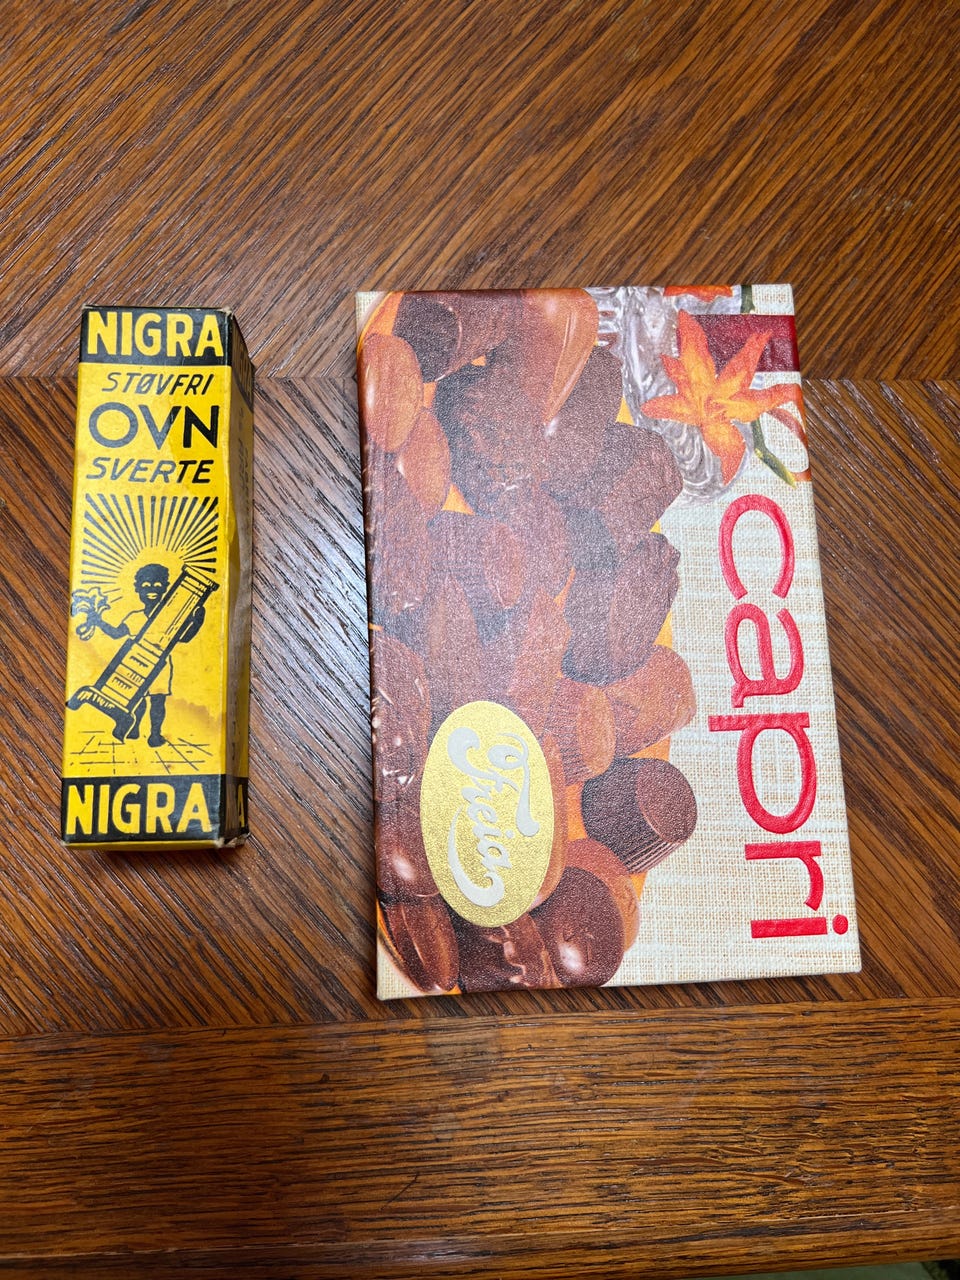 NIGRA
STØVFRI
OVN
SVERTE
NIGRA
capri
Freia